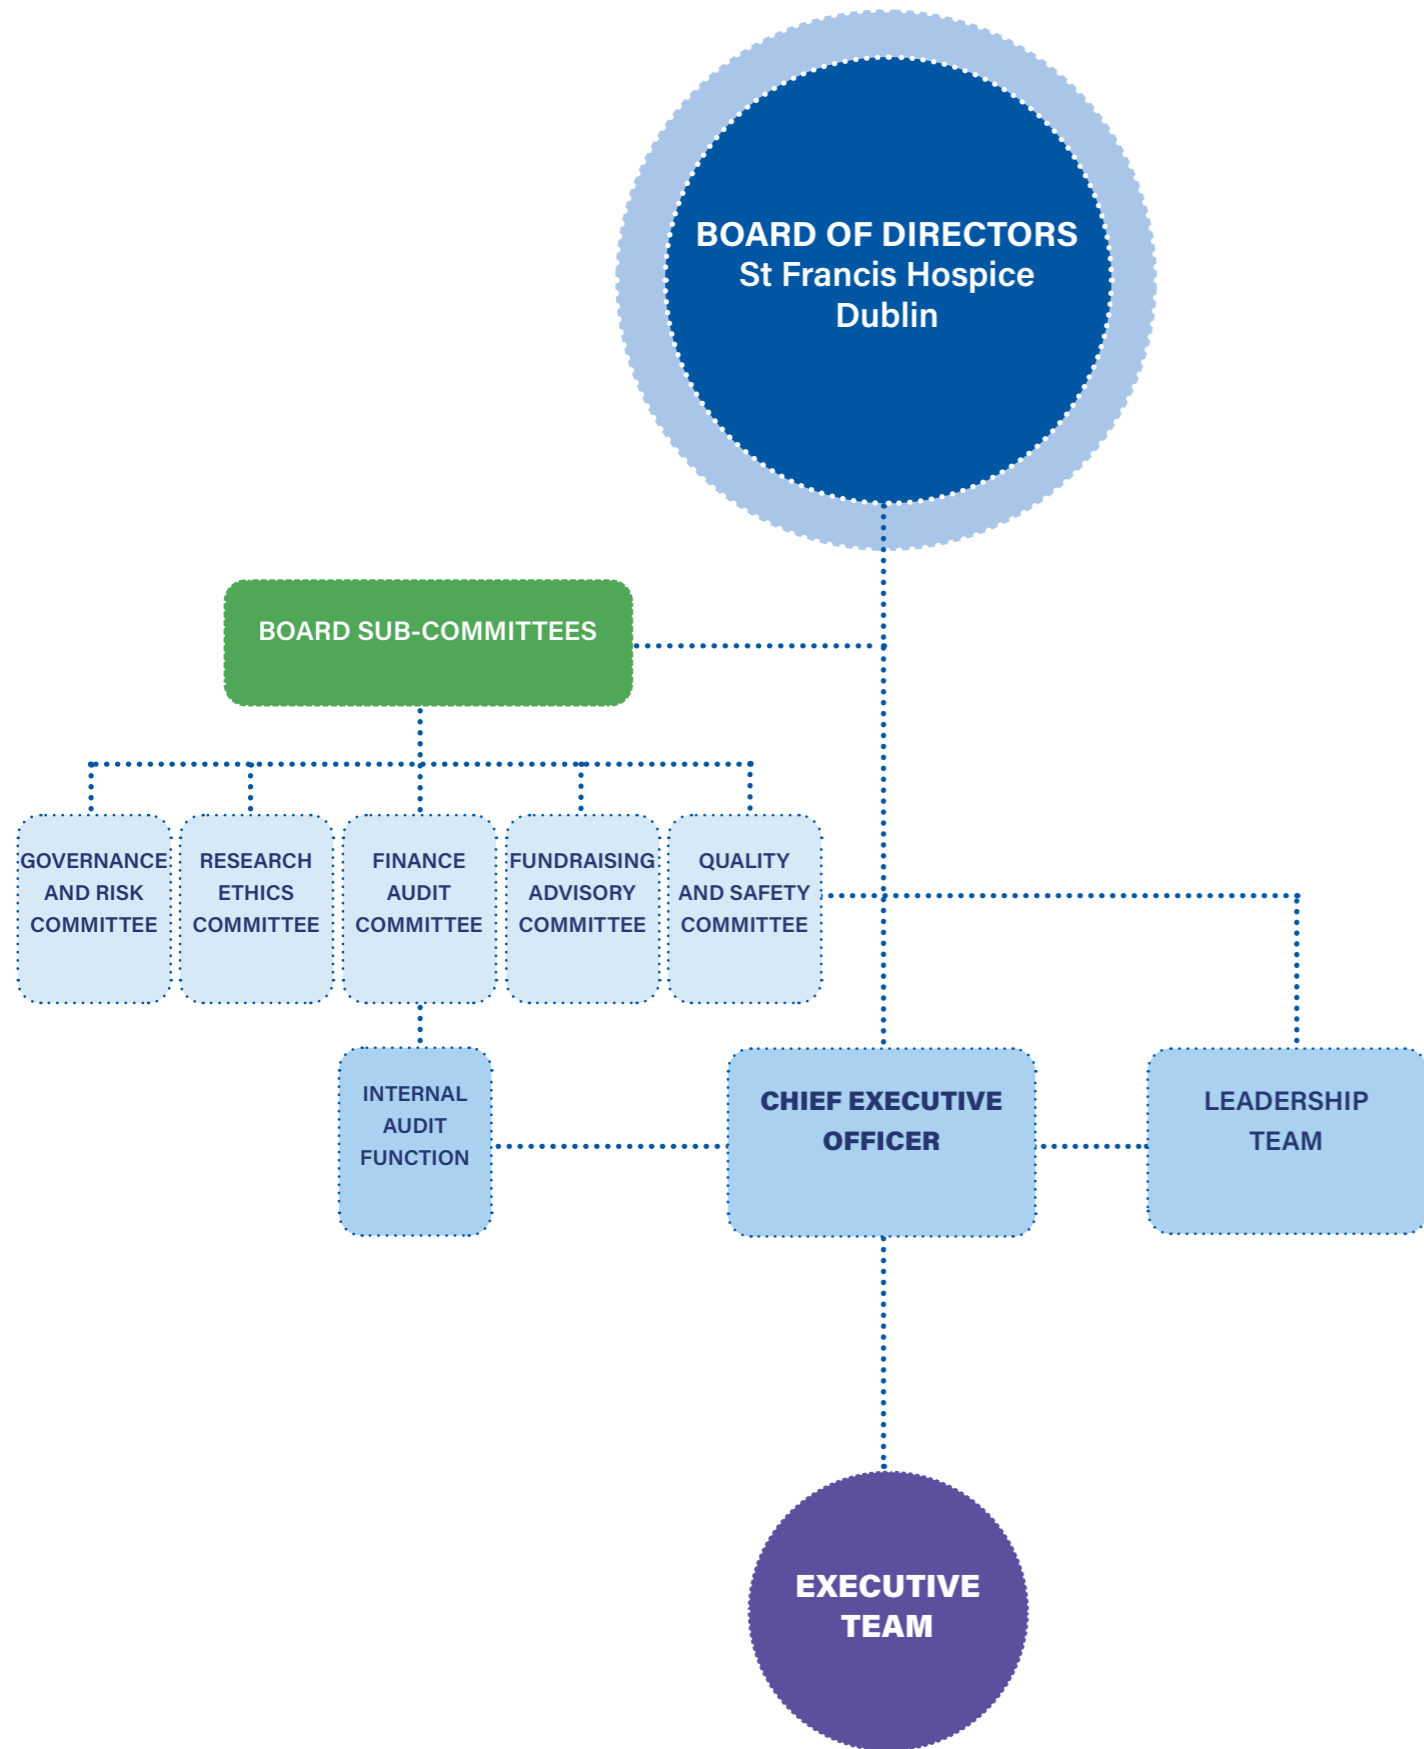 BOARD OF DIRECTORS
St Francis Hospice
Dublin
BOARD SUB-COMMITTEES
GOVERNANCE
AND RISK
COMMITTEE
RESEARCH
ETHICS
COMMITTEE
FINANCE
AUDIT
COMMITTEE
FUNDRAISING
ADVISORY
COMMITTEE
QUALITY
AND SAFETY
COMMITTEE
INTERNAL
AUDIT
FUNCTION
CHIEF EXECUTIVE
OFFICER
LEADERSHIP
TEAM
EXECUTIVE
TEAM